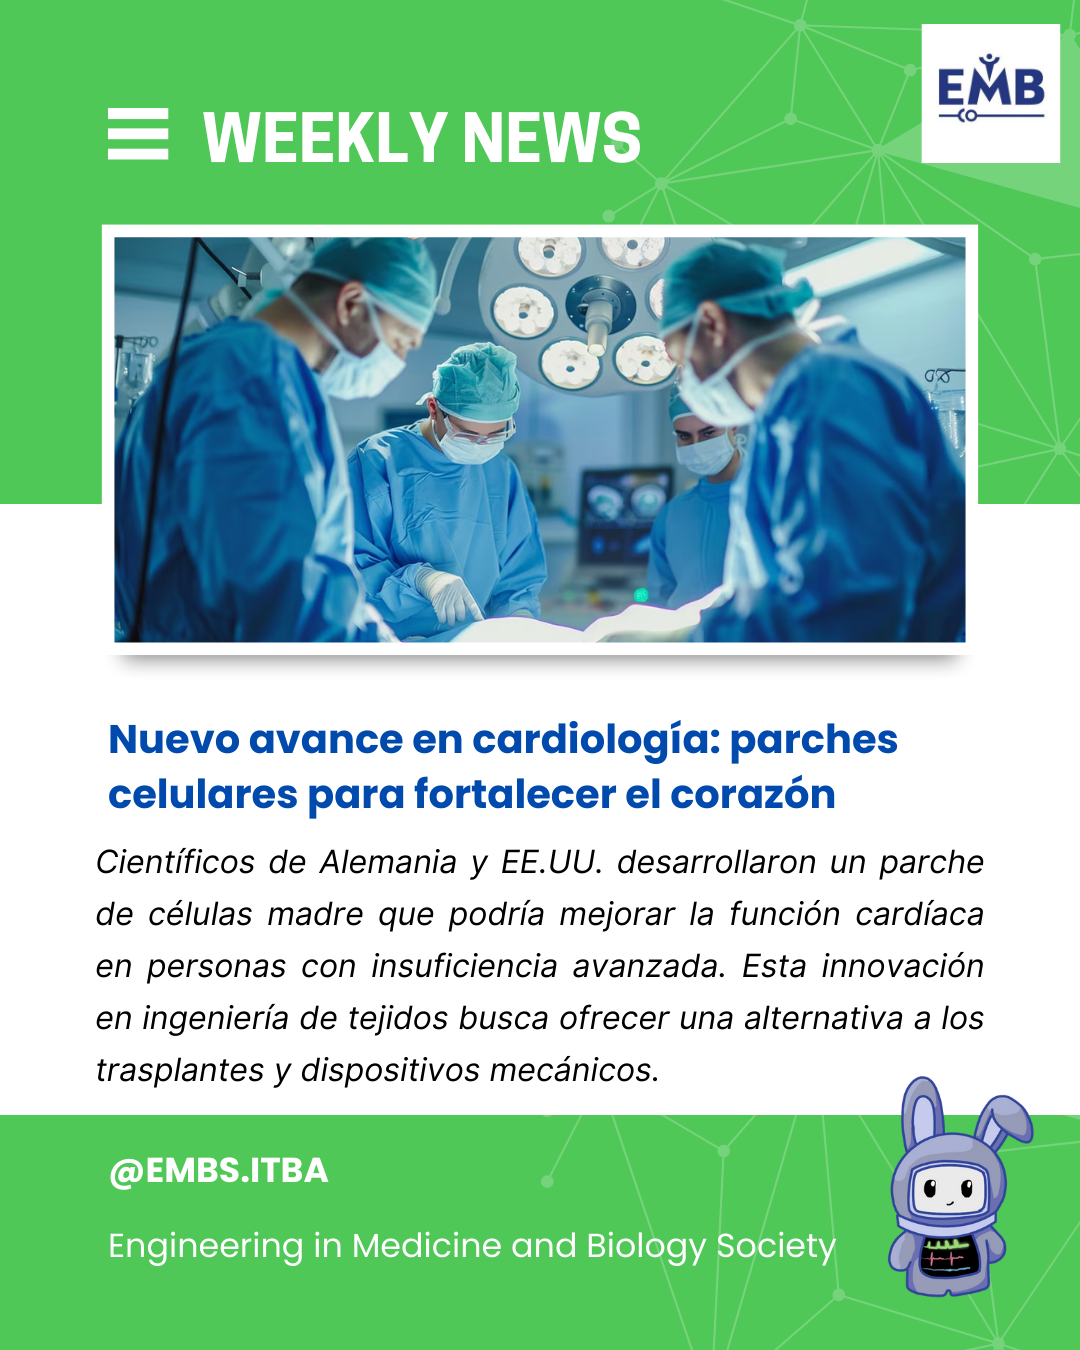 WEEKLY NEWS
EMB
Nuevo avance en cardiología: parches
celulares para fortalecer el corazón
Científicos de Alemania y EE.UU. desarrollaron un parche
de células madre que podría mejorar la función cardíaca
en personas con insuficiencia avanzada. Esta innovación
en ingeniería de tejidos busca ofrecer una alternativa a los
trasplantes y dispositivos mecánicos.
@EMBS.ITBA
Engineering in Medicine and Biology Society